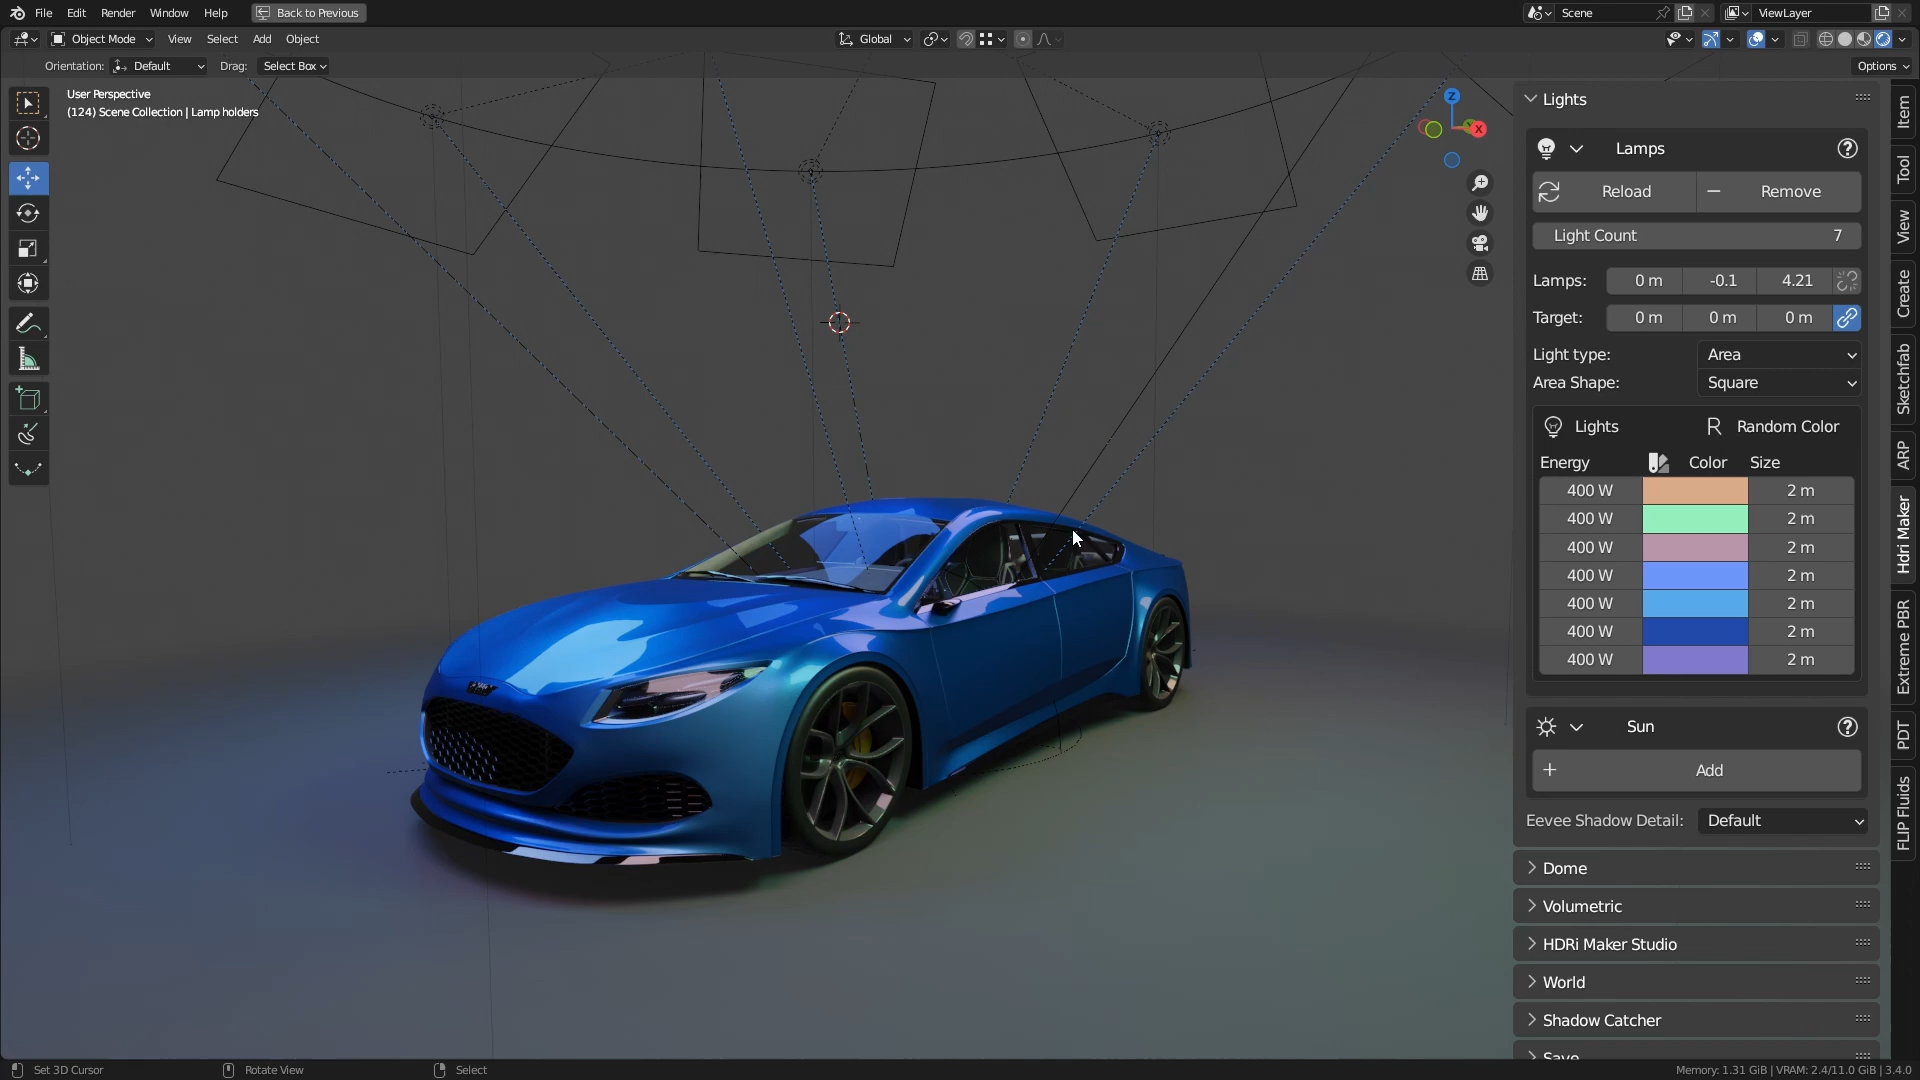 File Edit Render Window Help Back to Previous Scene ViewLayer
Object Mode View Select Add Object Global
Orientation: Default Drag: Select Box Options
User Perspective
(124) Scene Collection | Lamp holders
Z
X
Lights
Lamps
Reload Remove
Light Count 7
Lamps: 0 m -0.1 4.21
Target: 0 m 0 m 0 m
Light type: Area
Area Shape: Square
Lights R Random Color
Energy Color Size
400 W 2 m
400 W 2 m
400 W 2 m
400 W 2 m
400 W 2 m
400 W 2 m
400 W 2 m
Sun
Add
Eevee Shadow Detail: Default
Dome
Volumetric
HDRi Maker Studio
World
Shadow Catcher
Save
Item
Tool
View
Create
Sketchfab
ARP
Hdri Maker
Extreme PBR
PDT
FLIP Fluids
Set 3D Cursor Rotate View Select Memory: 1.31 GiB | VRAM: 2.4/11.0 GiB | 3.4.0